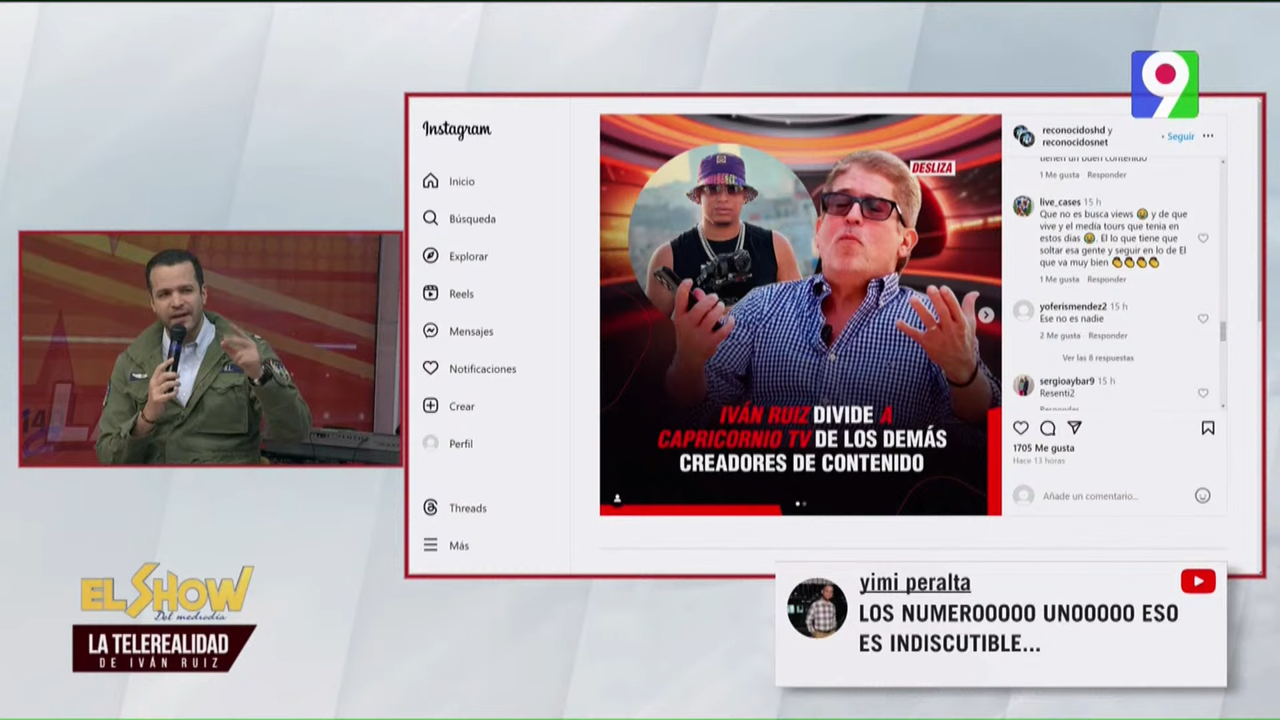 9
Instagram
Inicio
Búsqueda
Explorar
Reels
Mensajes
Notificaciones
Crear
Perfil
Threads
Más
DESLIZA
IVÁN RUIZ DIVIDE A
CAPRICORNIO TV DE LOS DEMÁS
CREADORES DE CONTENIDO
reconocidoshd y
reconocidosnet
• Seguir
tienen un buen contenido
1 Me gusta Responder
live_cases 15 h
Que no es busca views 😂 y de que
vive y el media tours que tenia en
estos días 😂. El lo que tiene que
soltar esa gente y seguir en lo de El
que va muy bien 👏👏👏👏
1 Me gusta Responder
yoferismendez2 15 h
Ese no es nadie
2 Me gusta Responder
Ver las 8 respuestas
sergioaybar9 15 h
Resenti2
Responder
1705 Me gusta
Hace 13 horas
Añade un comentario...
EL SHOW
Del mediodía
LA TELEREALIDAD
DE IVÁN RUIZ
yimi peralta
LOS NUMEROOOOO UNOOOOO ESO
ES INDISCUTIBLE...